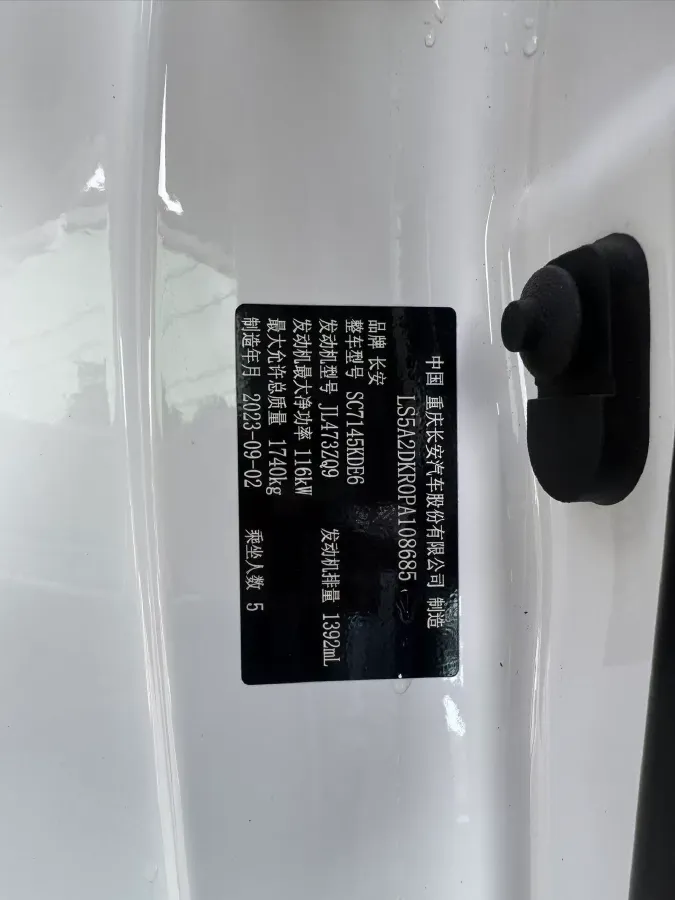 中国 重庆长安汽车股份有限公司 制造
LS5A2DKR0PA108685
品牌 长安
整车型号 SC7145KDE6
发动机型号 JL473ZQ9 发动机排量 1392mL
发动机最大净功率 116kW
最大允许总质量 1740kg
制造年月 2023-09-02 乘坐人数 5